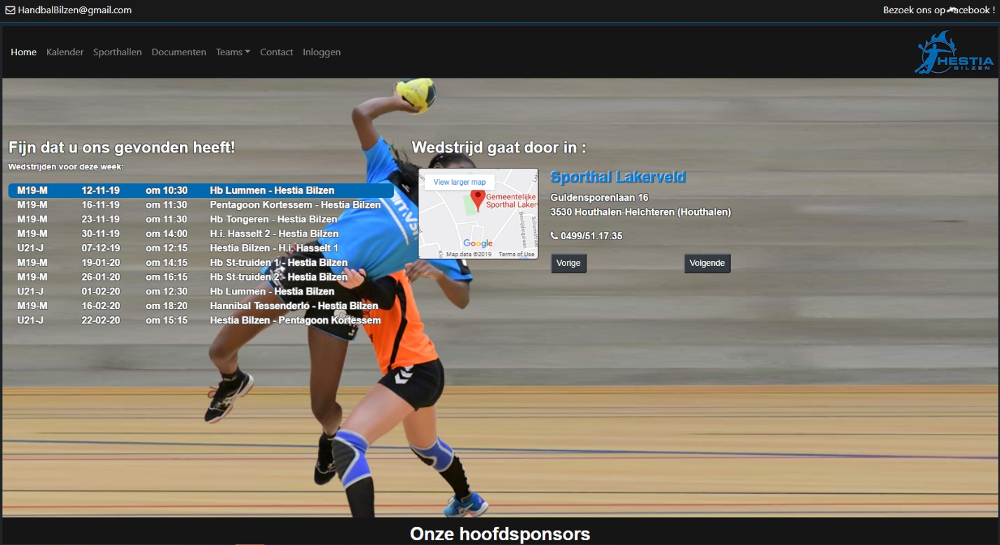 HandbalBilzen@gmail.com
Bezoek ons op acebook !
Home Kalender Sporthallen Documenten Teams Contact Inloggen
HESTIA
BILZEN
Fijn dat u ons gevonden heeft!
Wedstrijden voor deze week:
M19-M 12-11-19 om 10:30 Hb Lummen - Hestia Bilzen
M19-M 16-11-19 om 11:30 Pentagoon Kortessem - Hestia Bilzen
M19-M 23-11-19 om 11:30 Hb Tongeren - Hestia Bilzen
M19-M 30-11-19 om 14:00 H.i. Hasselt 2 - Hestia Bilzen
U21-J 07-12-19 om 12:15 Hestia Bilzen - H.i. Hasselt 1
M19-M 19-01-20 om 14:15 Hb St-truiden 1 - Hestia Bilzen
M19-M 26-01-20 om 16:15 Hb St-truiden 2 - Hestia Bilzen
U21-J 01-02-20 om 12:30 Hb Lummen - Hestia Bilzen
M19-M 16-02-20 om 18:20 Hannibal Tessenderlo - Hestia Bilzen
U21-J 22-02-20 om 15:15 Hestia Bilzen - Pentagoon Kortessem
Wedstrijd gaat door in :
View larger map
Gemeentelijke
Sporthal Lakerv
Bevrijdingslaan
Schomstraat
Google
Map data ©2019 Terms of Use
Sporthal Lakerveld
Guldensporenlaan 16
3530 Houthalen-Helchteren (Houthalen)
0499/51.17.35
Vorige Volgende
Onze hoofdsponsors